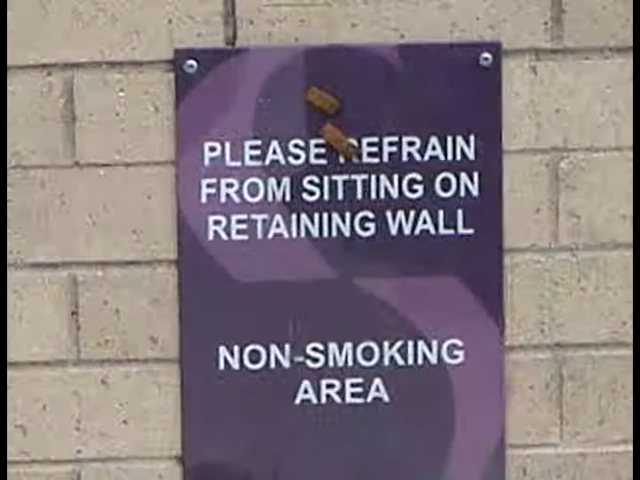 PLEASE REFRAIN
FROM SITTING ON
RETAINING WALL
NON-SMOKING
AREA